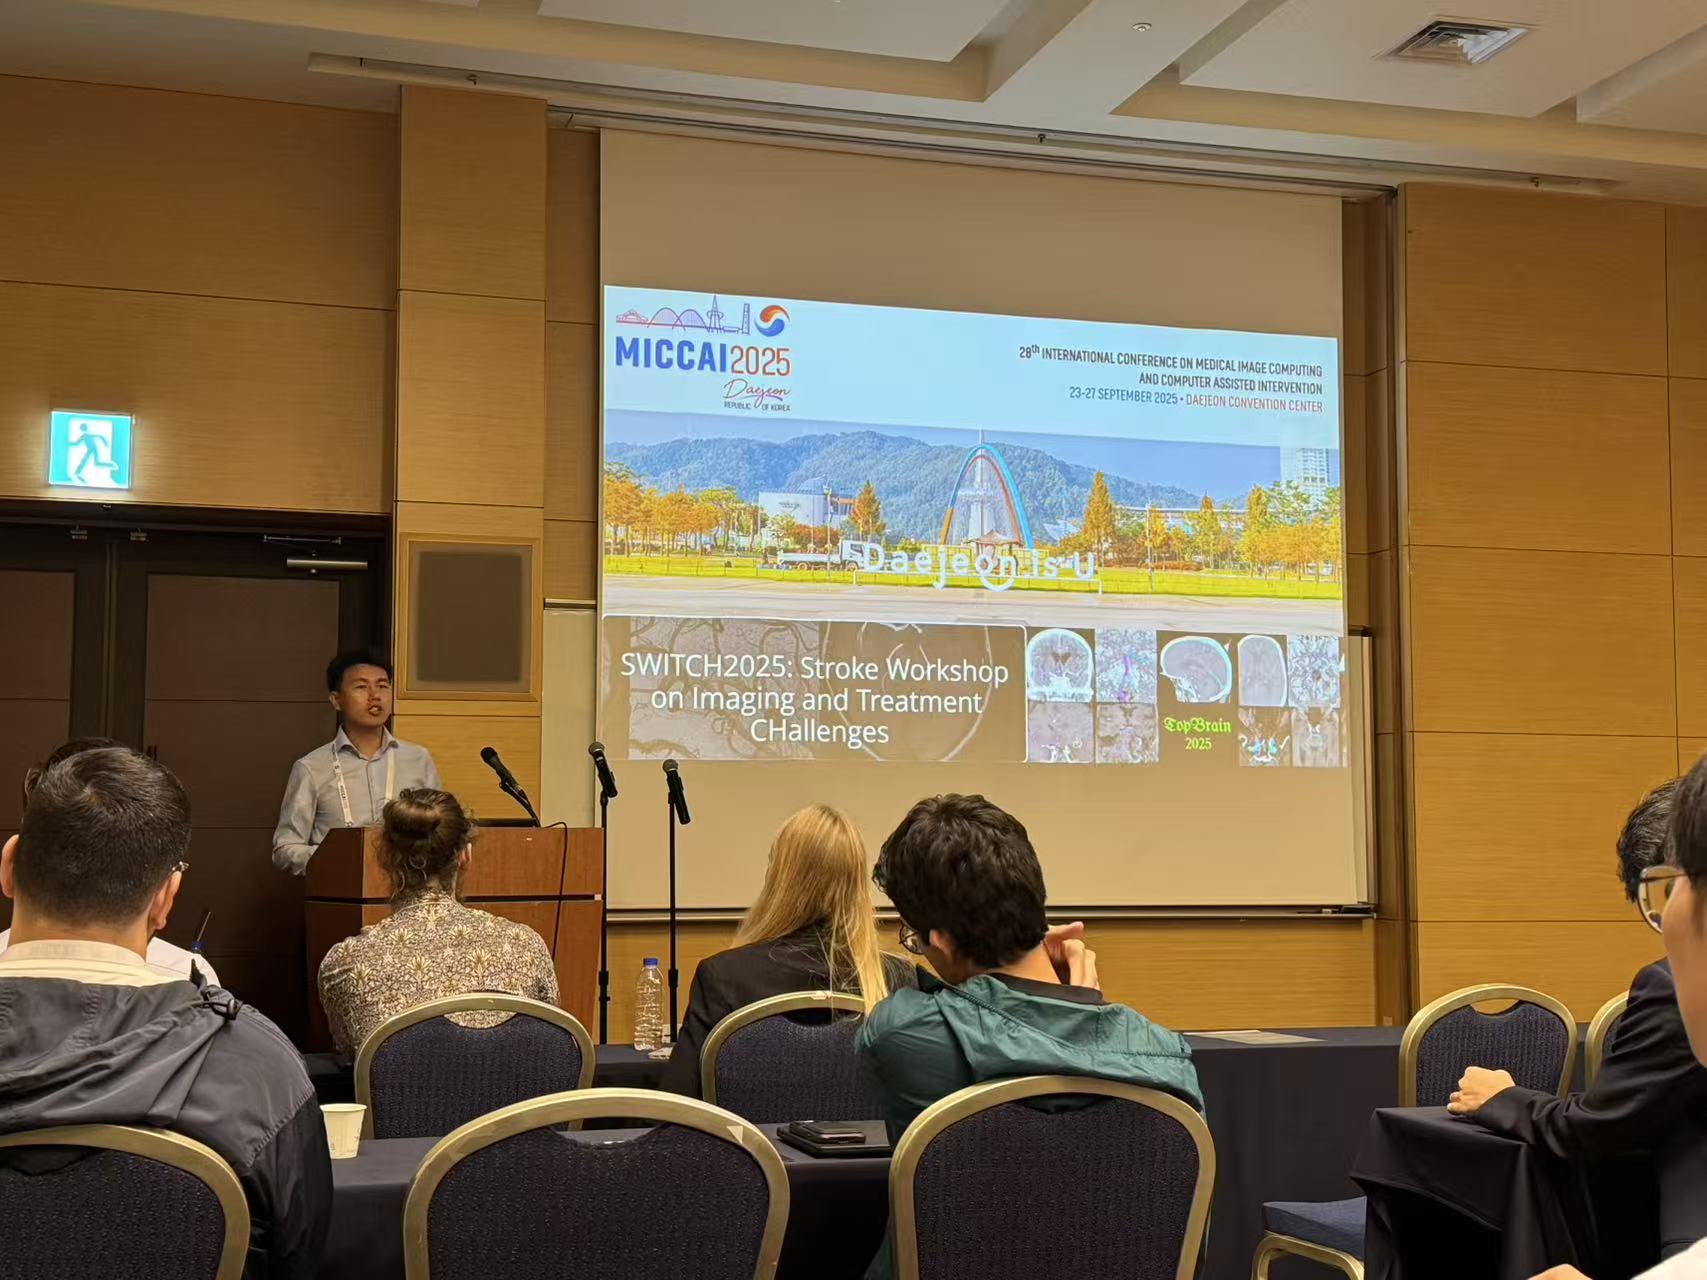 MICCAI2025
Daejeon
REPUBLIC OF KOREA
28th INTERNATIONAL CONFERENCE ON MEDICAL IMAGE COMPUTING
AND COMPUTER ASSISTED INTERVENTION
23-27 SEPTEMBER 2025 • DAEJEON CONVENTION CENTER
Daejeon is U
SWITCH2025: Stroke Workshop
on Imaging and Treatment
CHallenges
TopBrain
2025